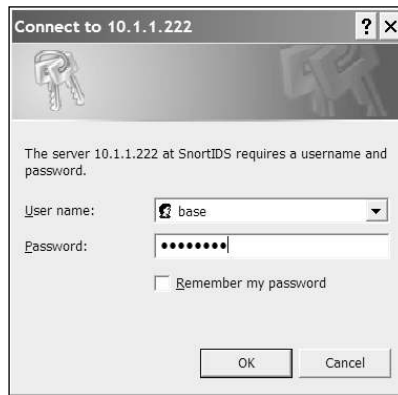 Connect to 10.1.1.222
? ×
The server 10.1.1.222 at SnortIDS requires a username and
password.
User name:
base
Password:
••••••••
Remember my password
OK
Cancel